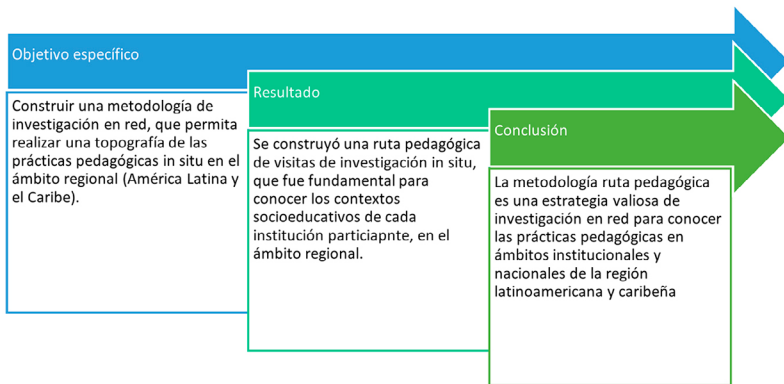 Objetivo específico
Construir una metodología de
investigación en red, que permita
realizar una topografía de las
prácticas pedagógicas in situ en el
ámbito regional (América Latina y
el Caribe).
Resultado
Se construyó una ruta pedagógica
de visitas de investigación in situ,
que fue fundamental para
conocer los contextos
socioeducativos de cada
institución particiapnte, en el
ámbito regional.
Conclusión
La metodología ruta pedagógica
es una estrategia valiosa de
investigación en red para conocer
las prácticas pedagógicas en
ámbitos institucionales y
nacionales de la región
latinoamericana y caribeña